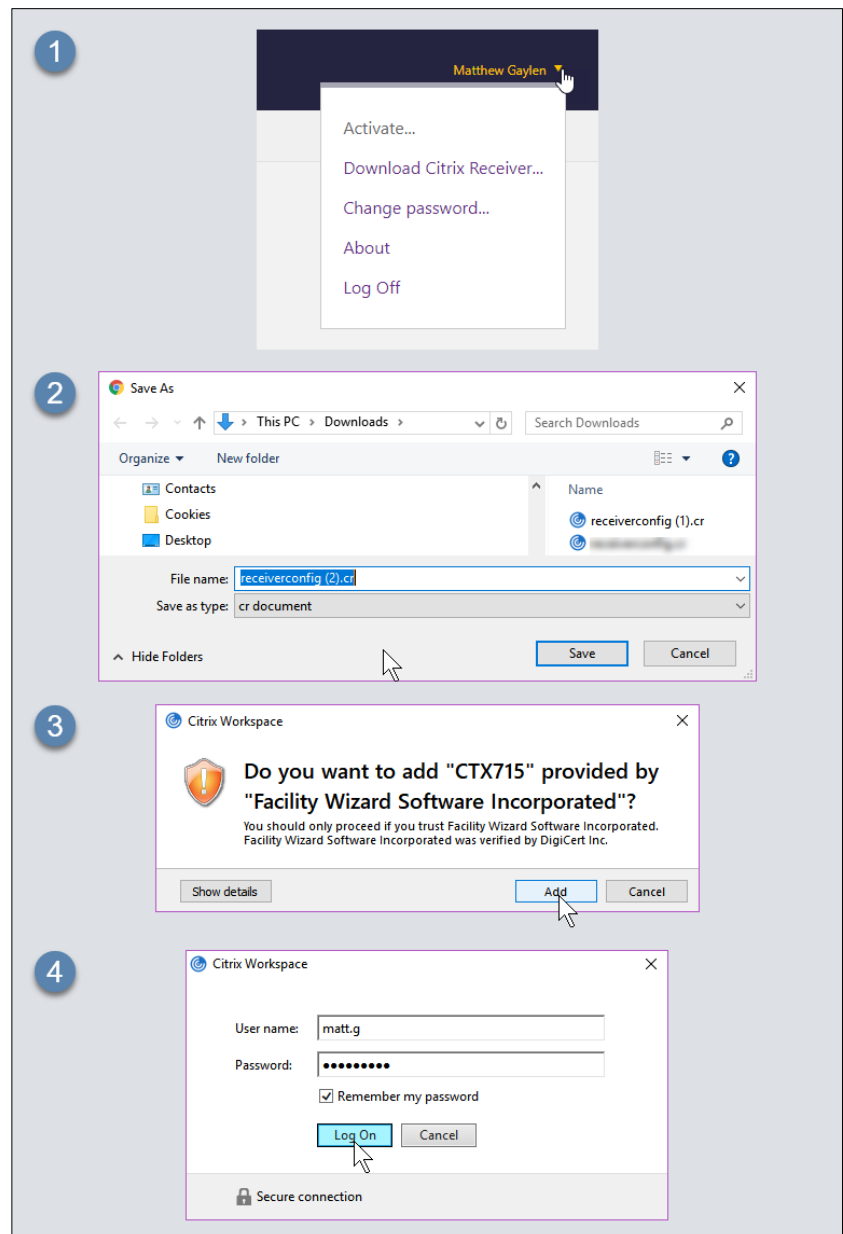 1
Matthew Gaylen
Activate...
Download Citrix Receiver...
Change password...
About
Log Off
2
Save As
This PC > Downloads >
Search Downloads
Organize
New folder
?
Contacts
Cookies
Desktop
Name
receiverconfig (1).cr
File name: receiverconfig (2).cr
Save as type: cr document
Hide Folders
Save
Cancel
3
Citrix Workspace
Do you want to add "CTX715" provided by
"Facility Wizard Software Incorporated"?
You should only proceed if you trust Facility Wizard Software Incorporated.
Facility Wizard Software Incorporated was verified by DigiCert Inc.
Show details
Add
Cancel
4
Citrix Workspace
User name: matt.g
Password: •••••••••
Remember my password
Log On
Cancel
Secure connection